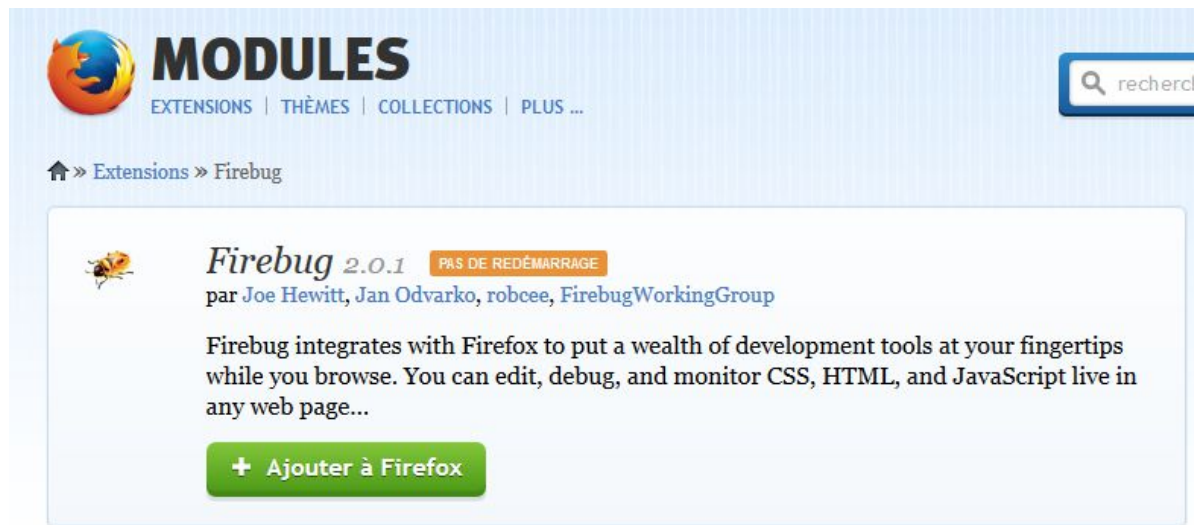 MODULES
EXTENSIONS | THÈMES | COLLECTIONS | PLUS ...
recherch
» Extensions » Firebug
Firebug 2.0.1 PAS DE REDÉMARRAGE
par Joe Hewitt, Jan Odvarko, robcee, FirebugWorkingGroup
Firebug integrates with Firefox to put a wealth of development tools at your fingertips
while you browse. You can edit, debug, and monitor CSS, HTML, and JavaScript live in
any web page...
+ Ajouter à Firefox